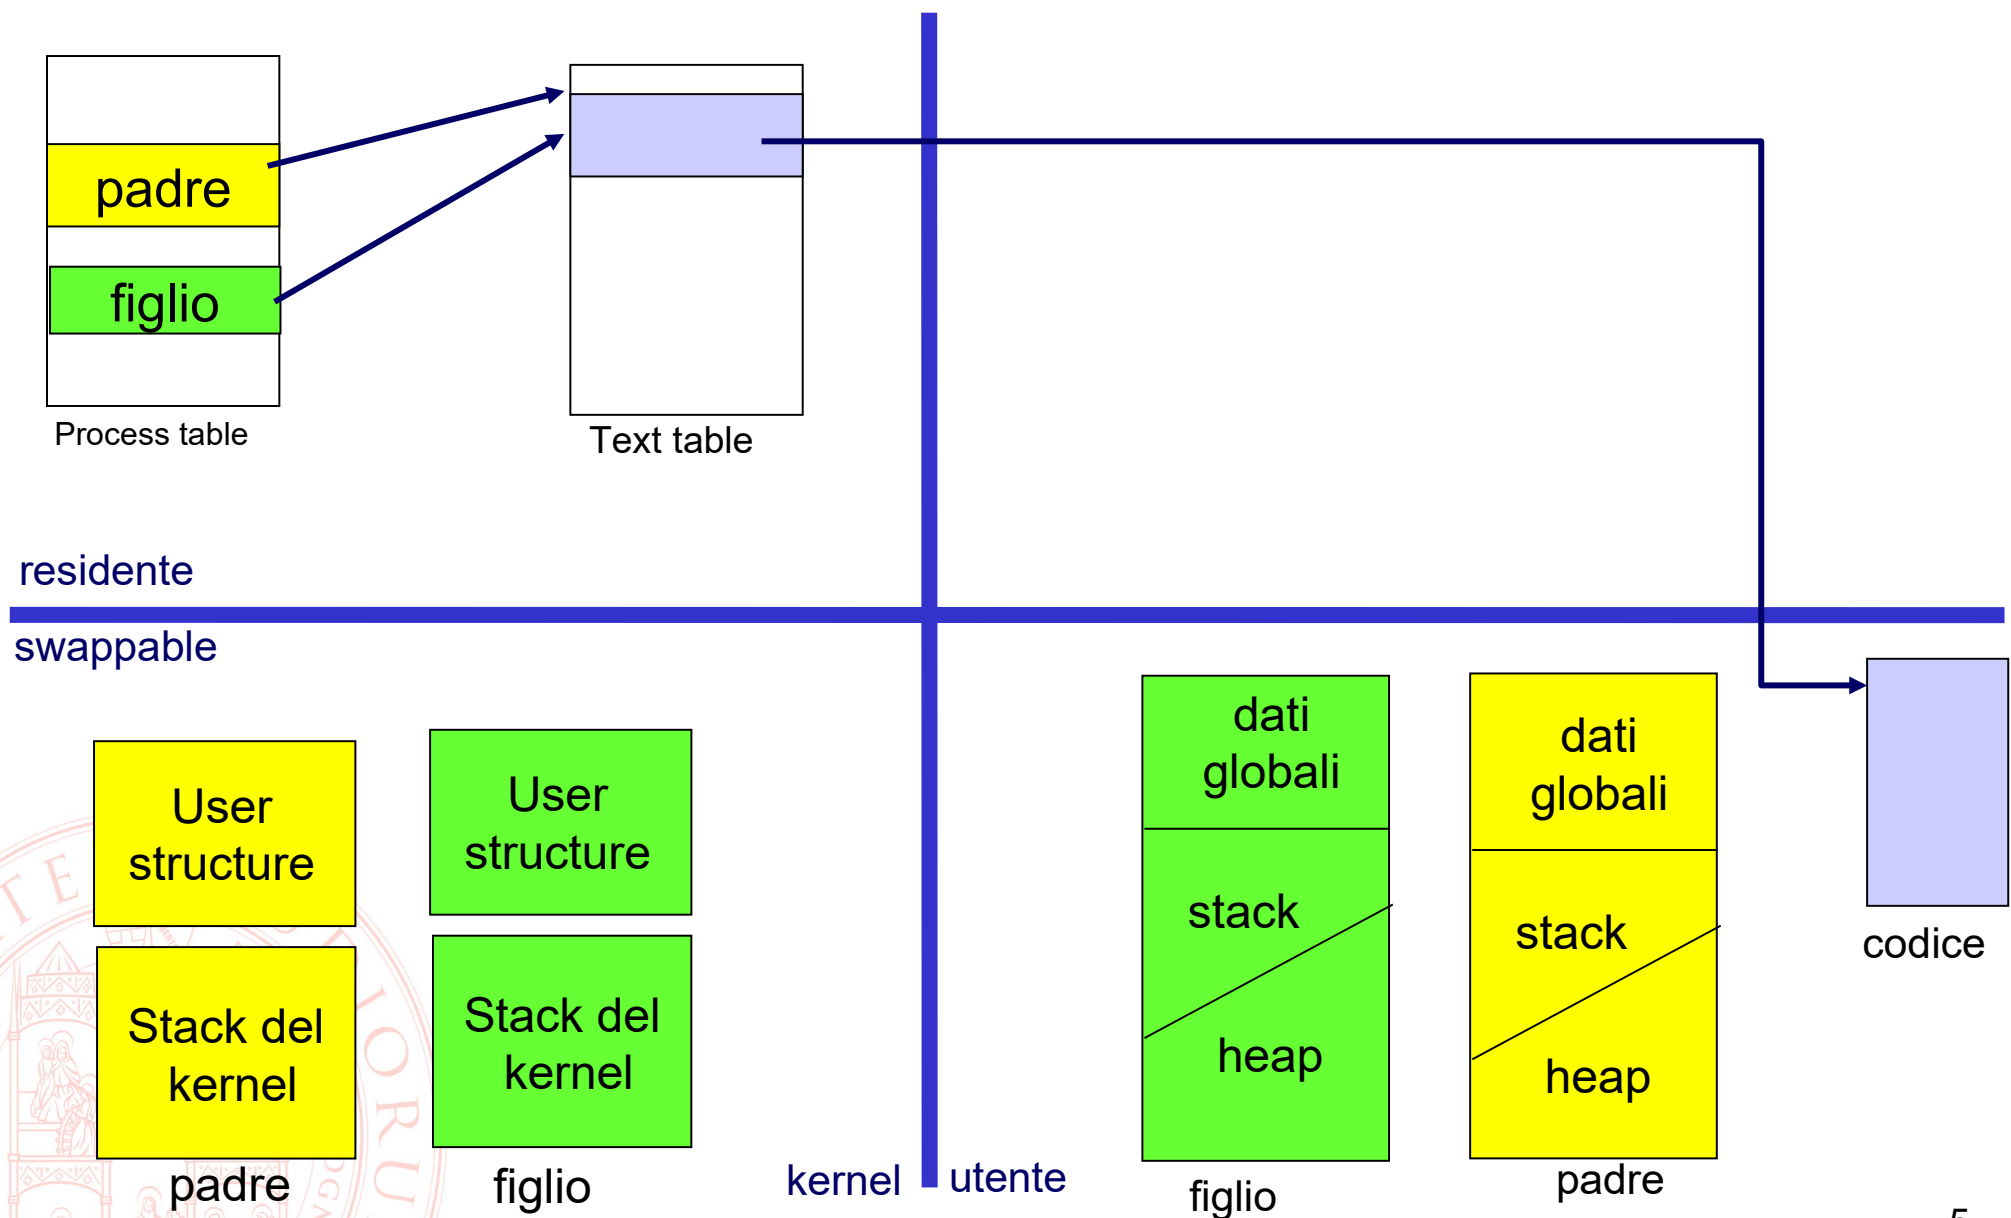 padre
figlio
Process table
Text table
residente
swappable
User
structure
Stack del
kernel
padre
User
structure
Stack del
kernel
figlio
kernel
utente
dati
globali
stack
heap
figlio
dati
globali
stack
heap
padre
codice